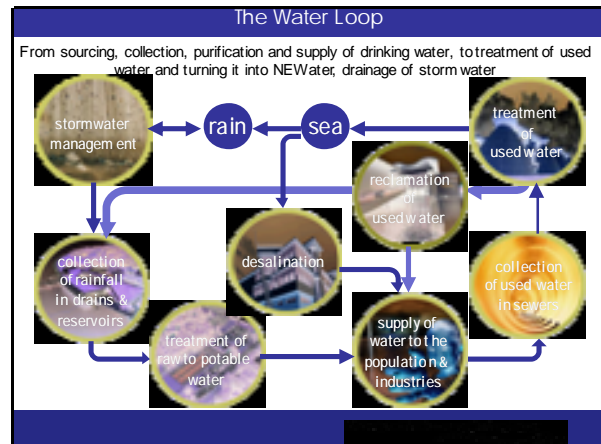 The Water Loop
From sourcing, collection, purification and supply of drinking water, to treatment of used
water and turning it into NEWater, drainage of storm water
stormwater
management
rain
sea
treatment
of
used water
reclamation
of
used water
collection
of rainfall
in drains &
reservoirs
desalination
collection
of used water
in sewers
treatment of
raw to potable
water
supply of
water to the
population &
industries